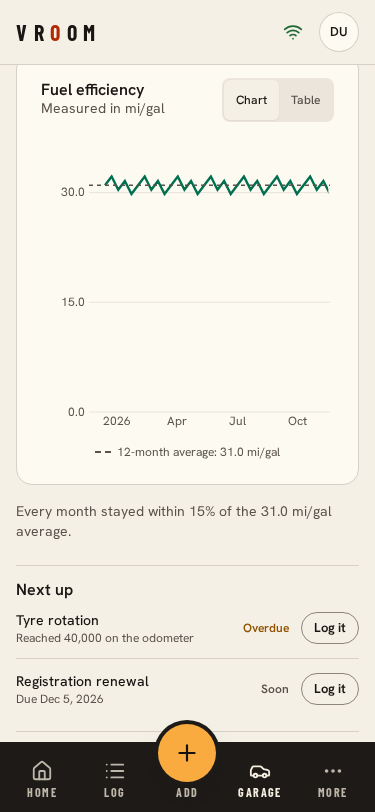 VROOM
DU
Fuel efficiency
Measured in mi/gal
Chart
Table
30.0
15.0
0.0
2026 Apr Jul Oct
12-month average: 31.0 mi/gal
Every month stayed within 15% of the 31.0 mi/gal
average.
Next up
Tyre rotation
Reached 40,000 on the odometer
Overdue
Log it
Registration renewal
Due Dec 5, 2026
Soon
Log it
HOME
LOG
ADD
GARAGE
MORE